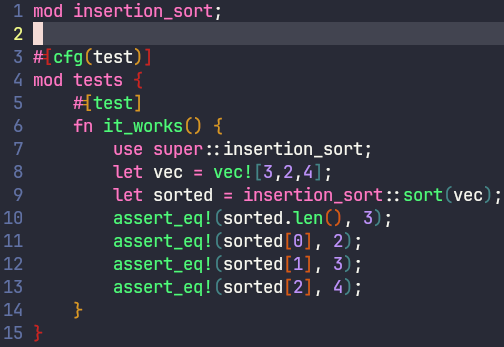 1 mod insertion_sort;
2
3 #[cfg(test)]
4 mod tests {
5     #[test]
6     fn it_works() {
7         use super::insertion_sort;
8         let vec = vec![3,2,4];
9         let sorted = insertion_sort::sort(vec);
10         assert_eq!(sorted.len(), 3);
11         assert_eq!(sorted[0], 2);
12         assert_eq!(sorted[1], 3);
13         assert_eq!(sorted[2], 4);
14     }
15 }